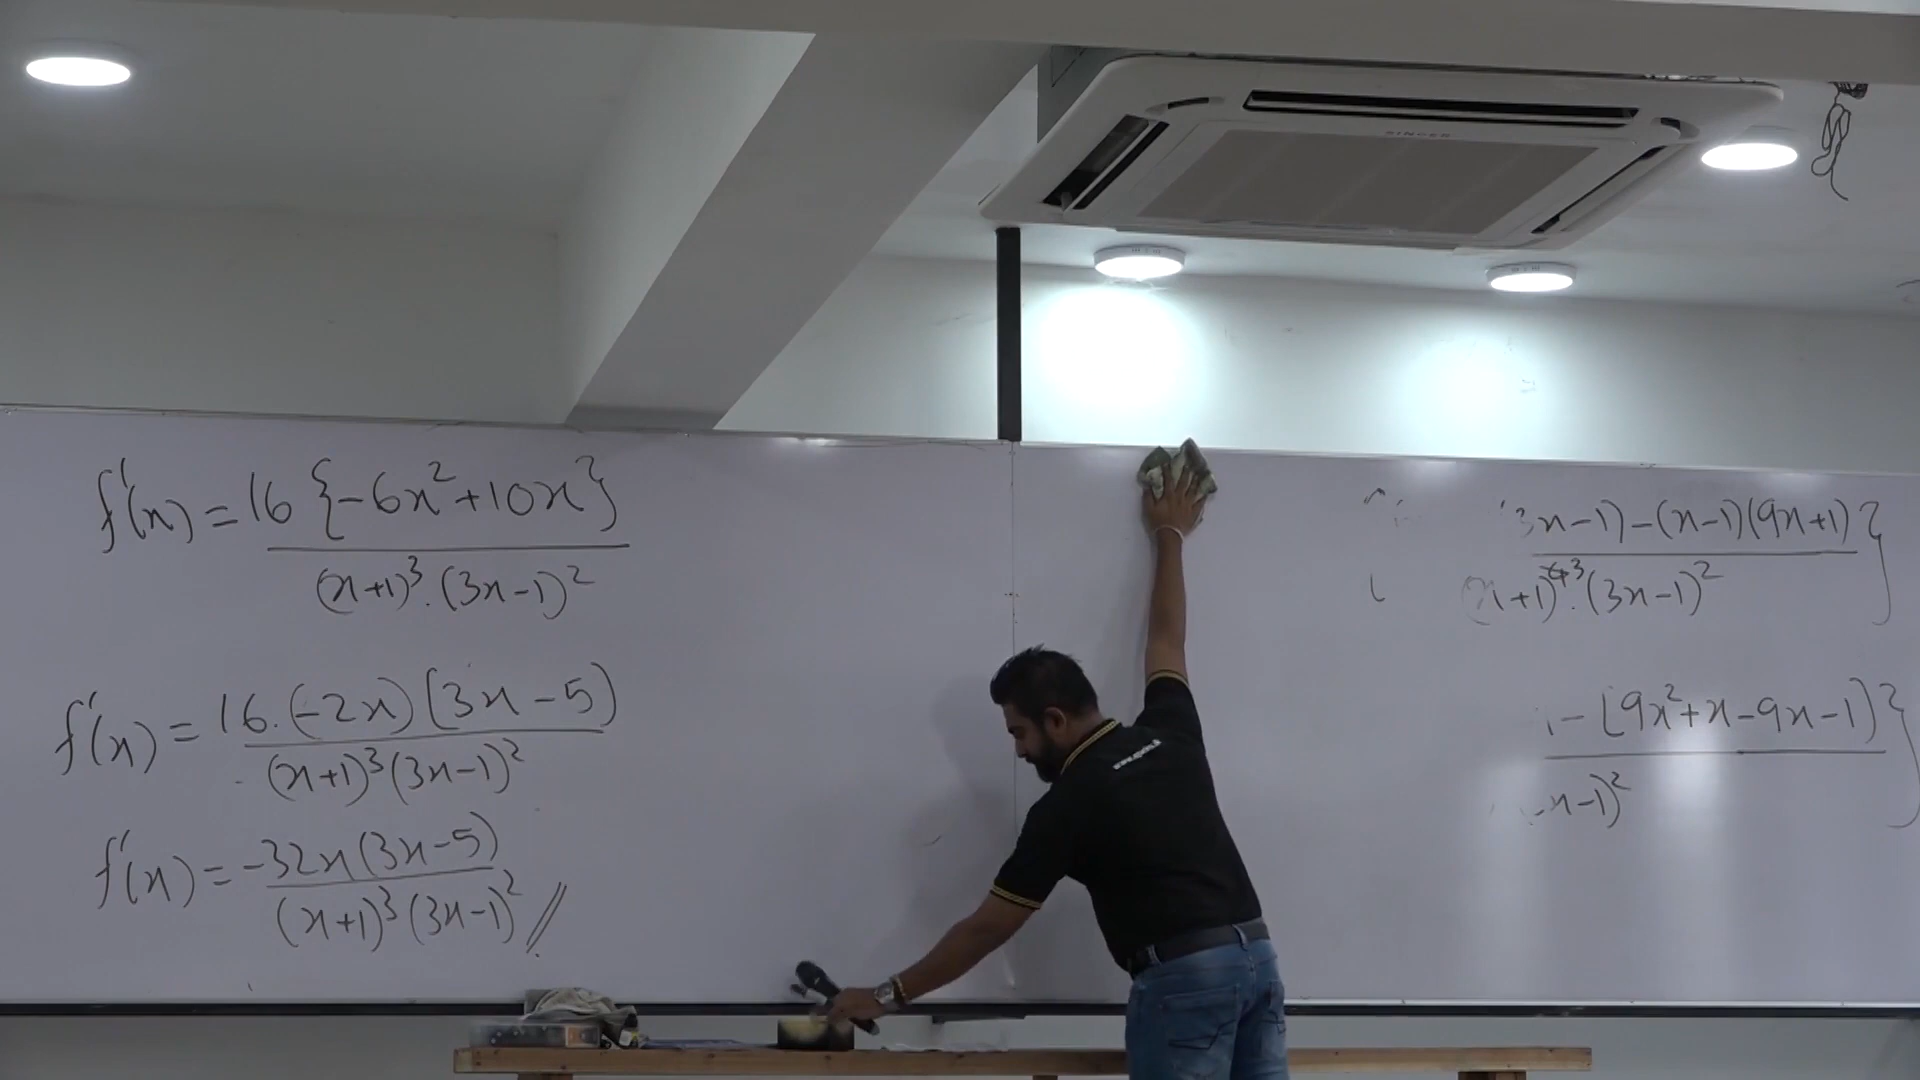 f'(x) = 16 {-6x² + 10x}
(x+1)³ . (3x-1)²
f'(x) = 16.(-2x)(3x-5)
(x+1)³(3x-1)²
f'(x) = -32x(3x-5)
(x+1)³(3x-1)² //
3x-1) - (x-1)(9x+1)}
(x+1)⁴ ³ . (3x-1)²
- [9x² + x - 9x - 1)}
x-1)²
SINGER